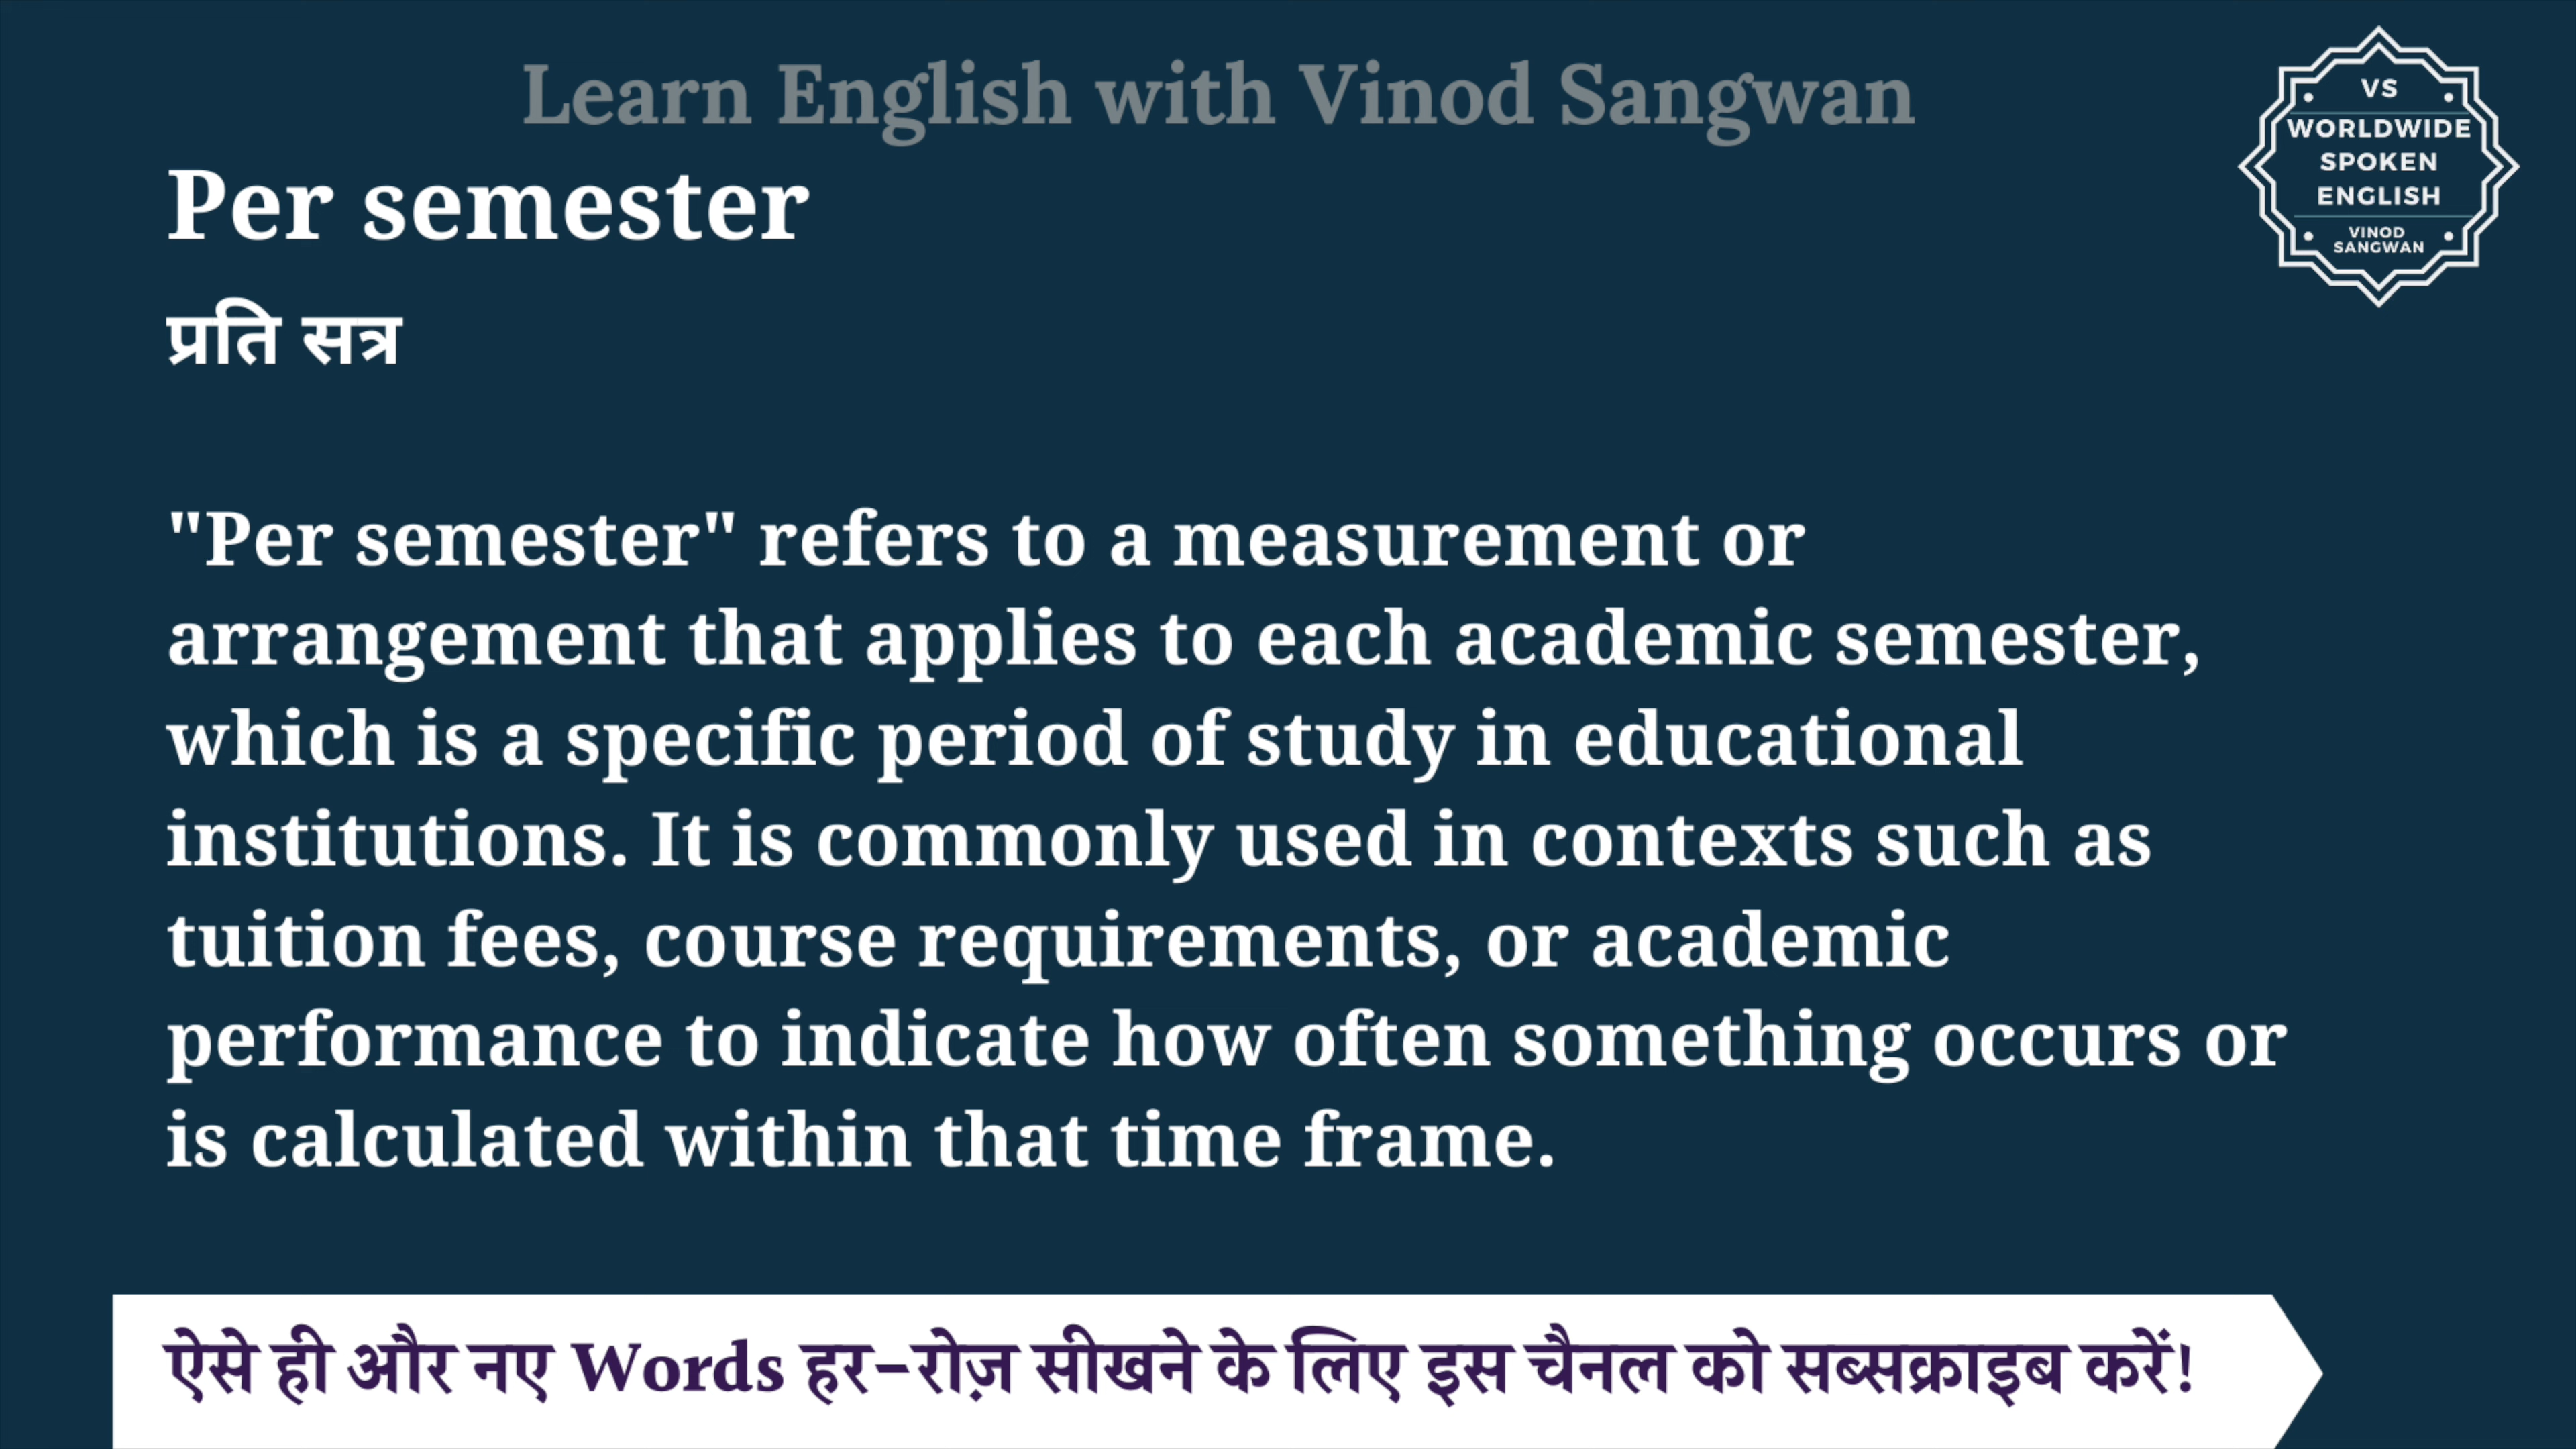 Learn English with Vinod Sangwan
VS
WORLDWIDE
SPOKEN
ENGLISH
VINOD
SANGWAN
Per semester
प्रति सत्र
"Per semester" refers to a measurement or
arrangement that applies to each academic semester,
which is a specific period of study in educational
institutions. It is commonly used in contexts such as
tuition fees, course requirements, or academic
performance to indicate how often something occurs or
is calculated within that time frame.
ऐसे ही और नए Words हर-रोज़ सीखने के लिए इस चैनल को सब्सक्राइब करें!